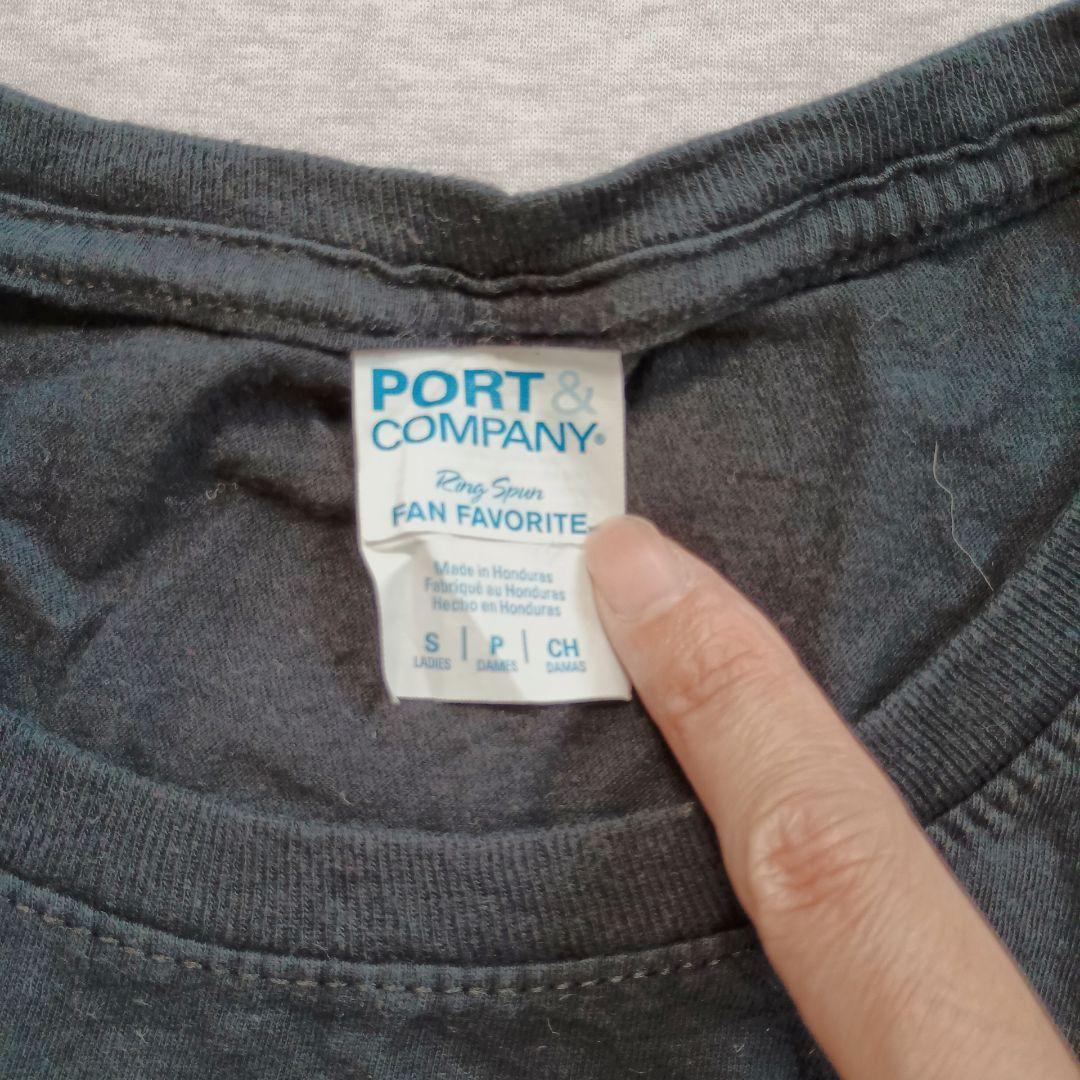 PORT &
COMPANY®
Ring Spun
FAN FAVORITE
Made in Honduras
Fabriqué au Honduras
Hecho en Honduras
S | P | CH
LADIES DAMES DAMAS